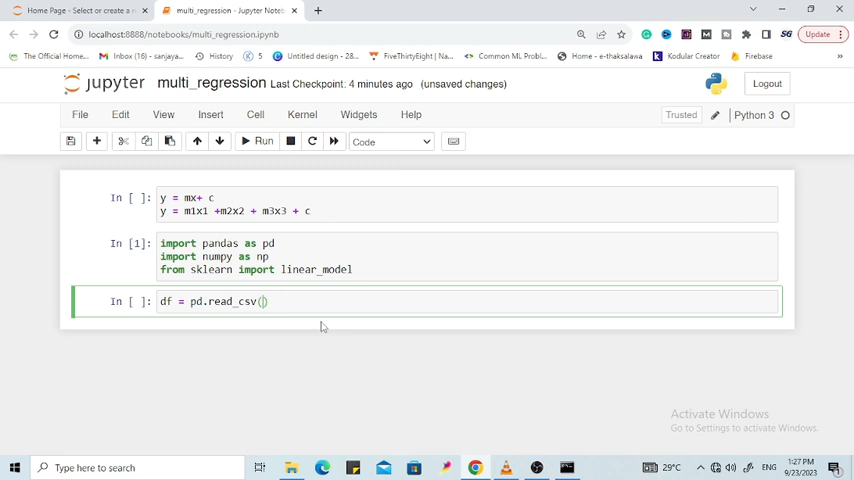 Home Page - Select or create a n
multi_regression - Jupyter Noteb
localhost:8888/notebooks/multi_regression.ipynb
Update
The Official Home...
Inbox (16) - sanjaya...
History
5
Untitled design - 28...
FiveThirtyEight | Na...
Common ML Probl...
Home - e-thaksalawa
Kodular Creator
Firebase
»
jupyter multi_regression Last Checkpoint: 4 minutes ago (unsaved changes)
Logout
File Edit View Insert Cell Kernel Widgets Help
Trusted Python 3
Run
Code
In [ ]: y = mx+ c
y = m1x1 +m2x2 + m3x3 + c
In [1]: import pandas as pd
import numpy as np
from sklearn import linear_model
In [ ]: df = pd.read_csv()
Activate Windows
Go to Settings to activate Windows.
Type here to search
29°C
ENG
1:27 PM
9/23/2023